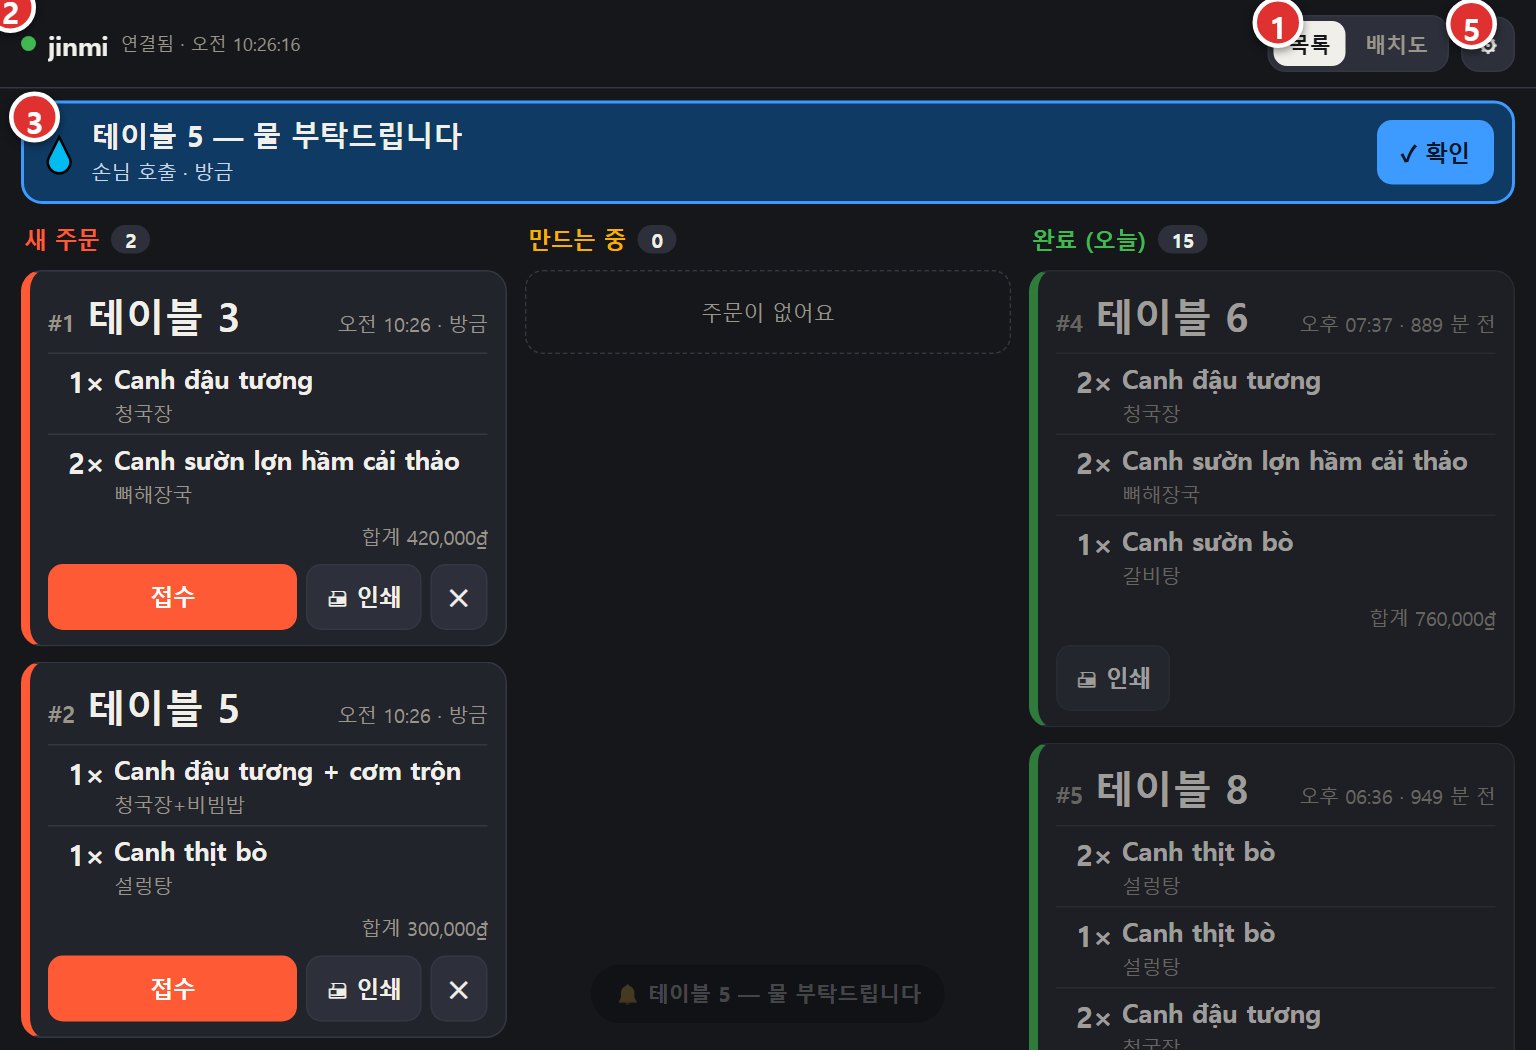 2
jinmi 연결됨 · 오전 10:26:16
1 목록 배치도 5
3
테이블 5 — 물 부탁드립니다
손님 호출 · 방금
✓ 확인
새 주문 2
#1 테이블 3 오전 10:26 · 방금
1× Canh đậu tương
청국장
2× Canh sườn lợn hầm cải thảo
뼈해장국
합계 420,000₫
접수 인쇄 ✕
#2 테이블 5 오전 10:26 · 방금
1× Canh đậu tương + cơm trộn
청국장+비빔밥
1× Canh thịt bò
설렁탕
합계 300,000₫
접수 인쇄 ✕
만드는 중 0
주문이 없어요
테이블 5 — 물 부탁드립니다
완료 (오늘) 15
#4 테이블 6 오후 07:37 · 889 분 전
2× Canh đậu tương
청국장
2× Canh sườn lợn hầm cải thảo
뼈해장국
1× Canh sườn bò
갈비탕
합계 760,000₫
인쇄
#5 테이블 8 오후 06:36 · 949 분 전
2× Canh thịt bò
설렁탕
1× Canh thịt bò
설렁탕
2× Canh đậu tương
청국장